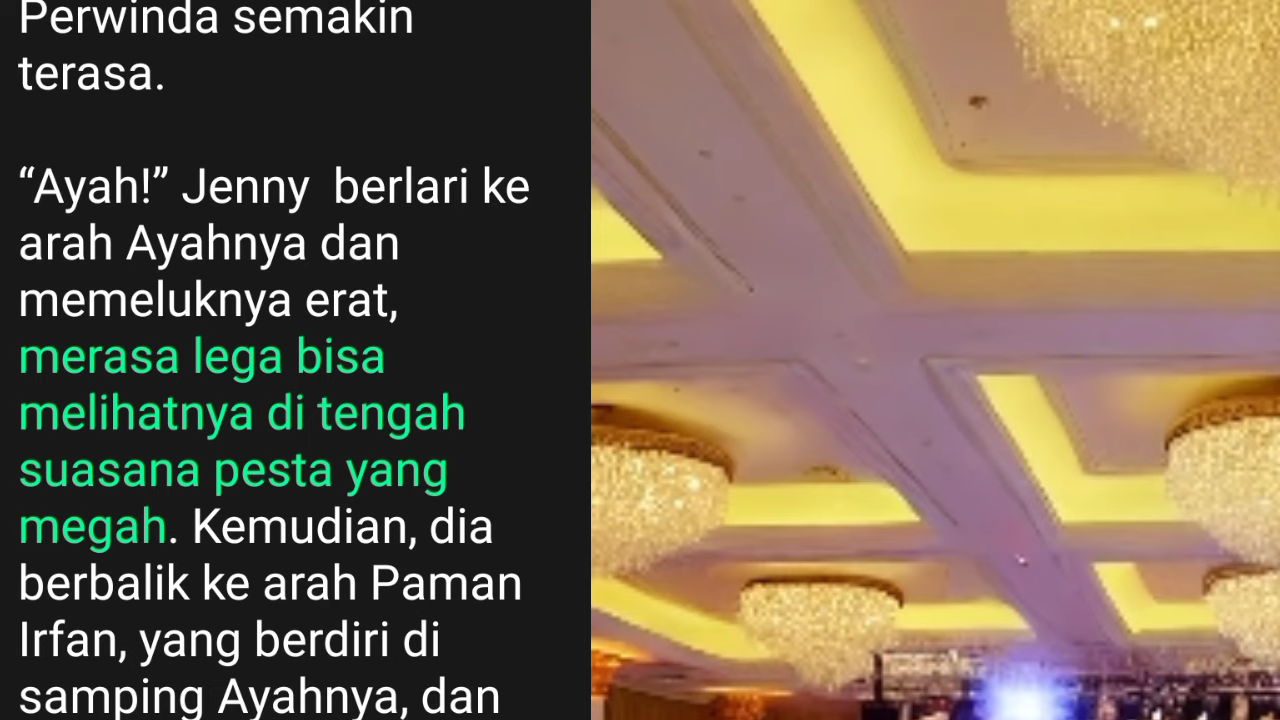 Perwinda semakin
terasa.
“Ayah!” Jenny  berlari ke
arah Ayahnya dan
memeluknya erat,
merasa lega bisa
melihatnya di tengah
suasana pesta yang
megah. Kemudian, dia
berbalik ke arah Paman
Irfan, yang berdiri di
samping Ayahnya, dan